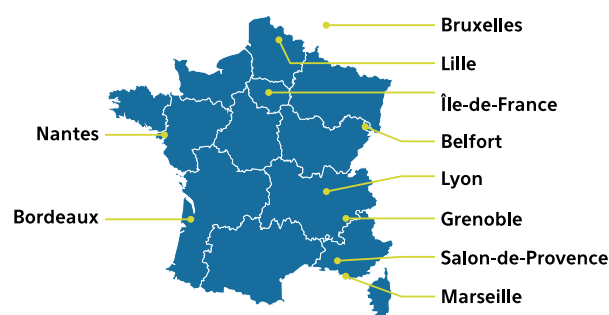 Bruxelles
Lille
Île-de-France
Nantes
Belfort
Lyon
Bordeaux
Grenoble
Salon-de-Provence
Marseille